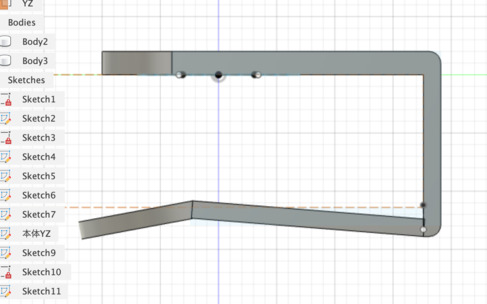 YZ
Bodies
Body2
Body3
Sketches
Sketch1
Sketch2
Sketch3
Sketch4
Sketch5
Sketch6
Sketch7
本体YZ
Sketch9
Sketch10
Sketch11